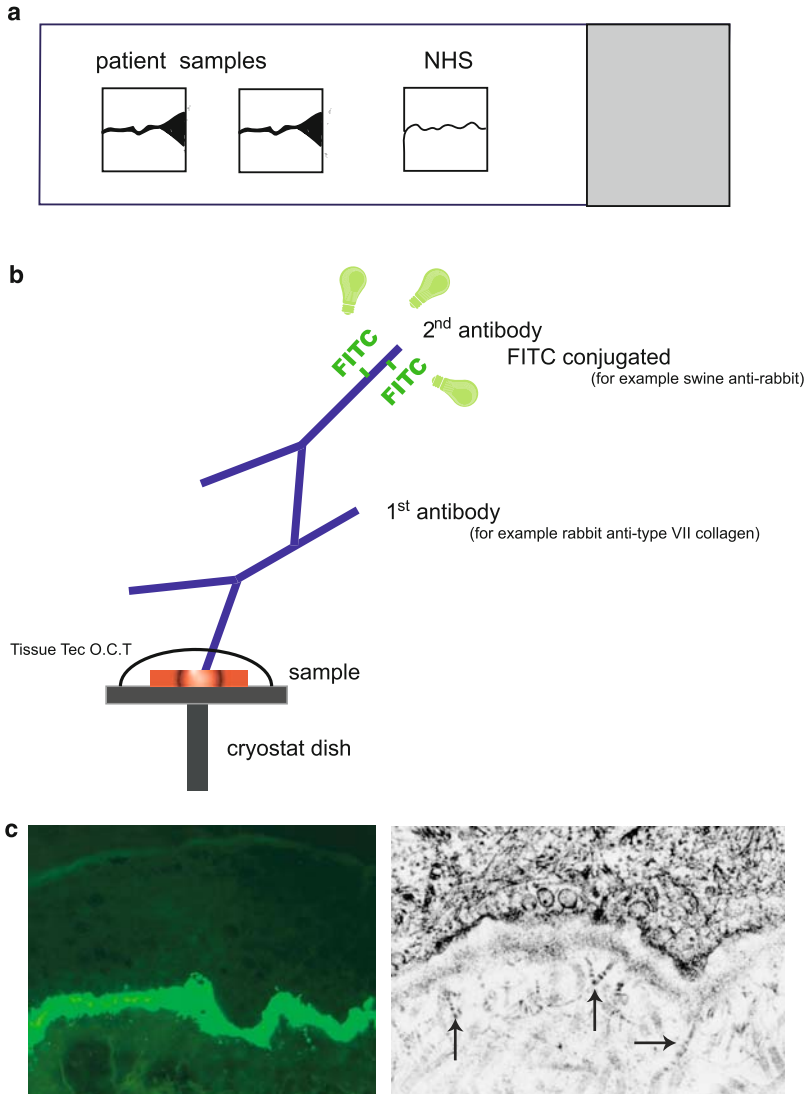 a
patient samples
NHS
b
2nd antibody
FITC
FITC
FITC conjugated
(for example swine anti-rabbit)
1st antibody
(for example rabbit anti-type VII collagen)
Tissue Tec O.C.T
sample
cryostat dish
c